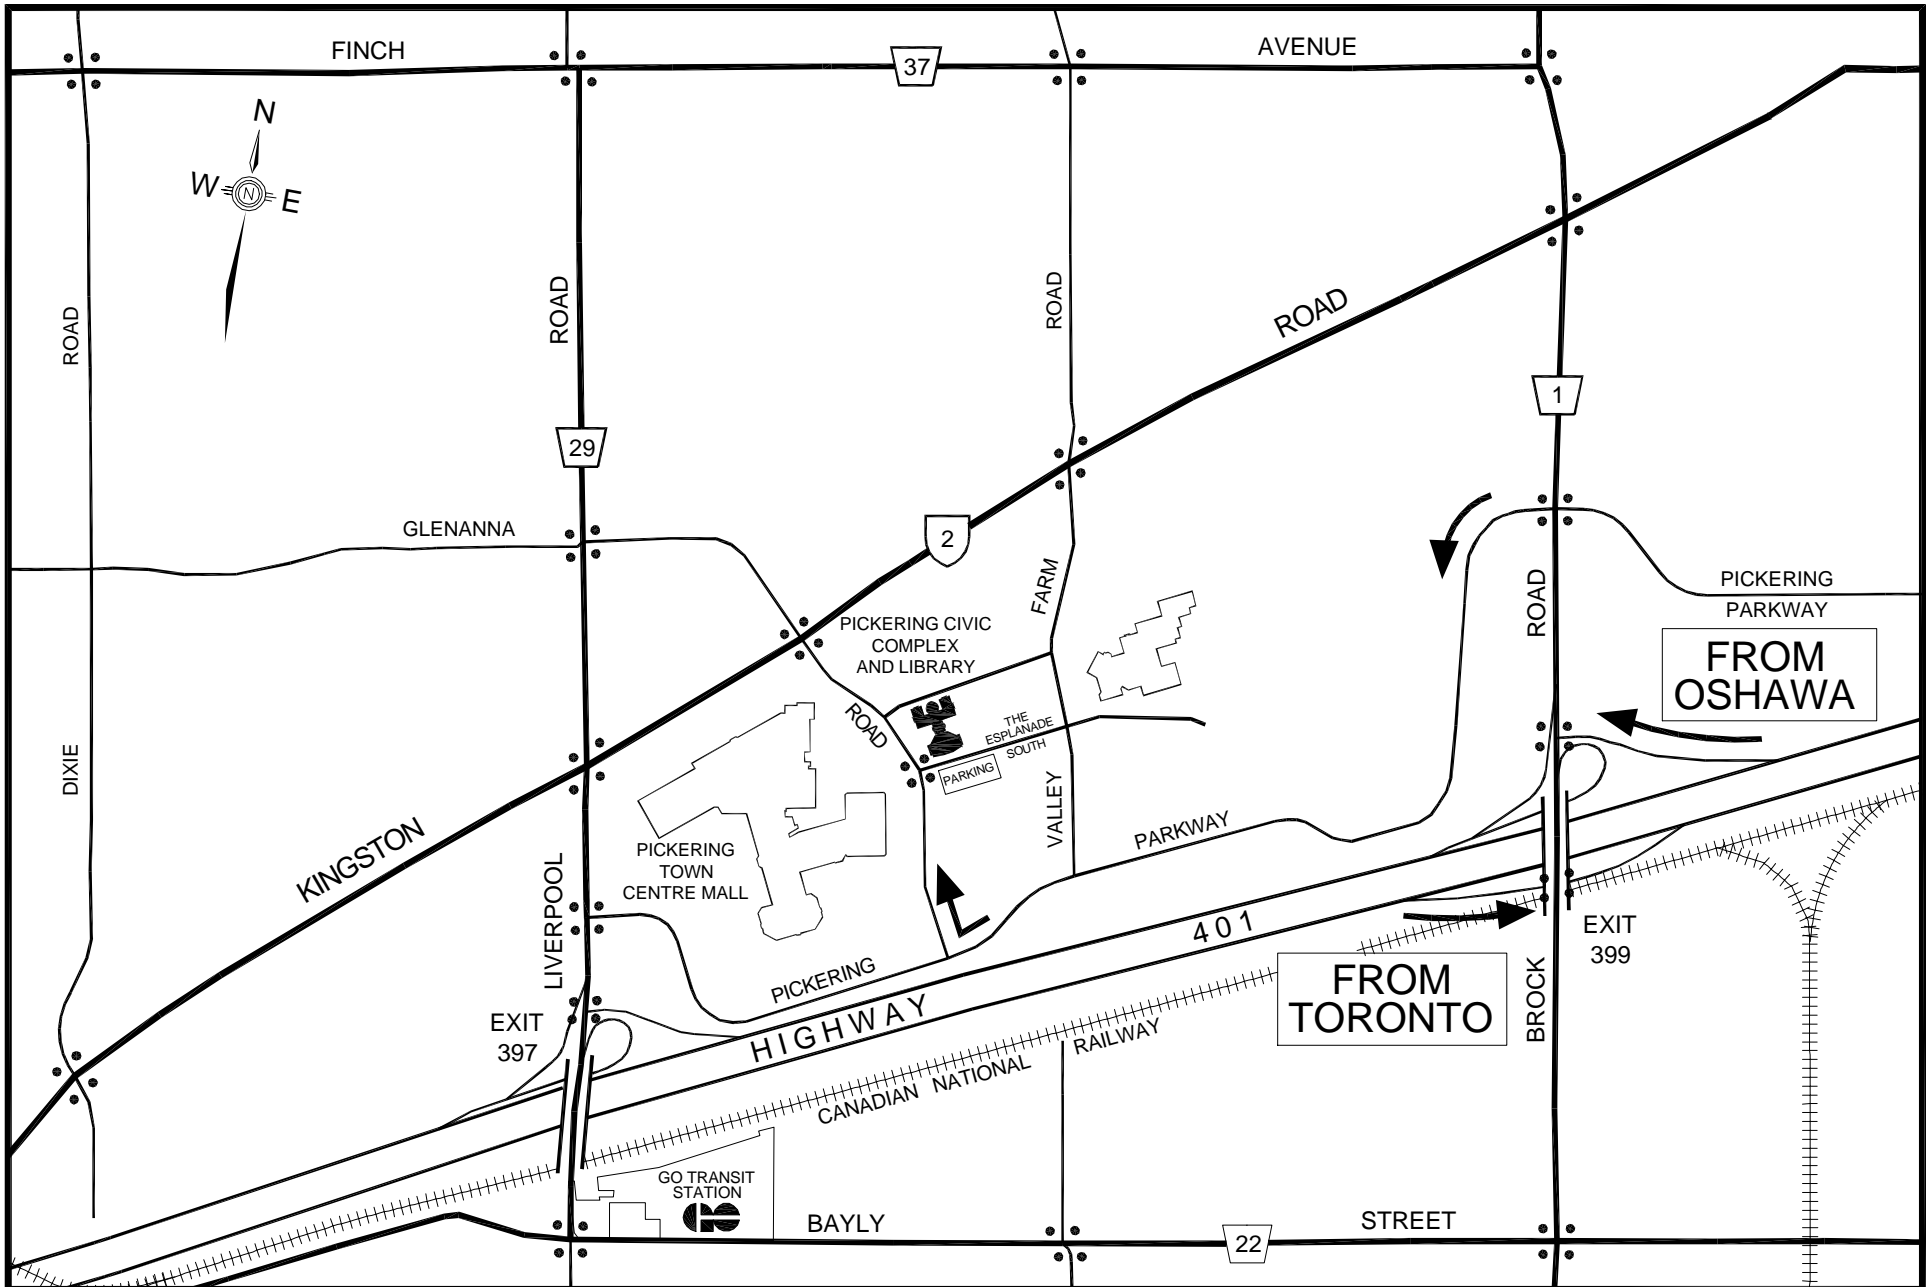 FINCH
37
AVENUE
N
W
N
E
ROAD
ROAD
ROAD
ROAD
1
29
GLENANNA
2
FARM
ROAD
PICKERING
PARKWAY
PICKERING CIVIC
COMPLEX
AND LIBRARY
FROM
OSHAWA
ROAD
THE
ESPLANADE
SOUTH
PARKING
DIXIE
VALLEY
PARKWAY
KINGSTON
PICKERING
TOWN
CENTRE MALL
LIVERPOOL
PICKERING
HIGHWAY
401
EXIT
399
FROM
TORONTO
BROCK
EXIT
397
CANADIAN NATIONAL RAILWAY
GO TRANSIT
STATION
GO
BAYLY
22
STREET